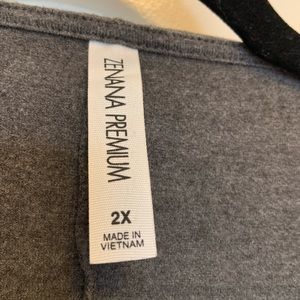 ZENANA PREMIUM
2X
MADE IN
VIETNAM